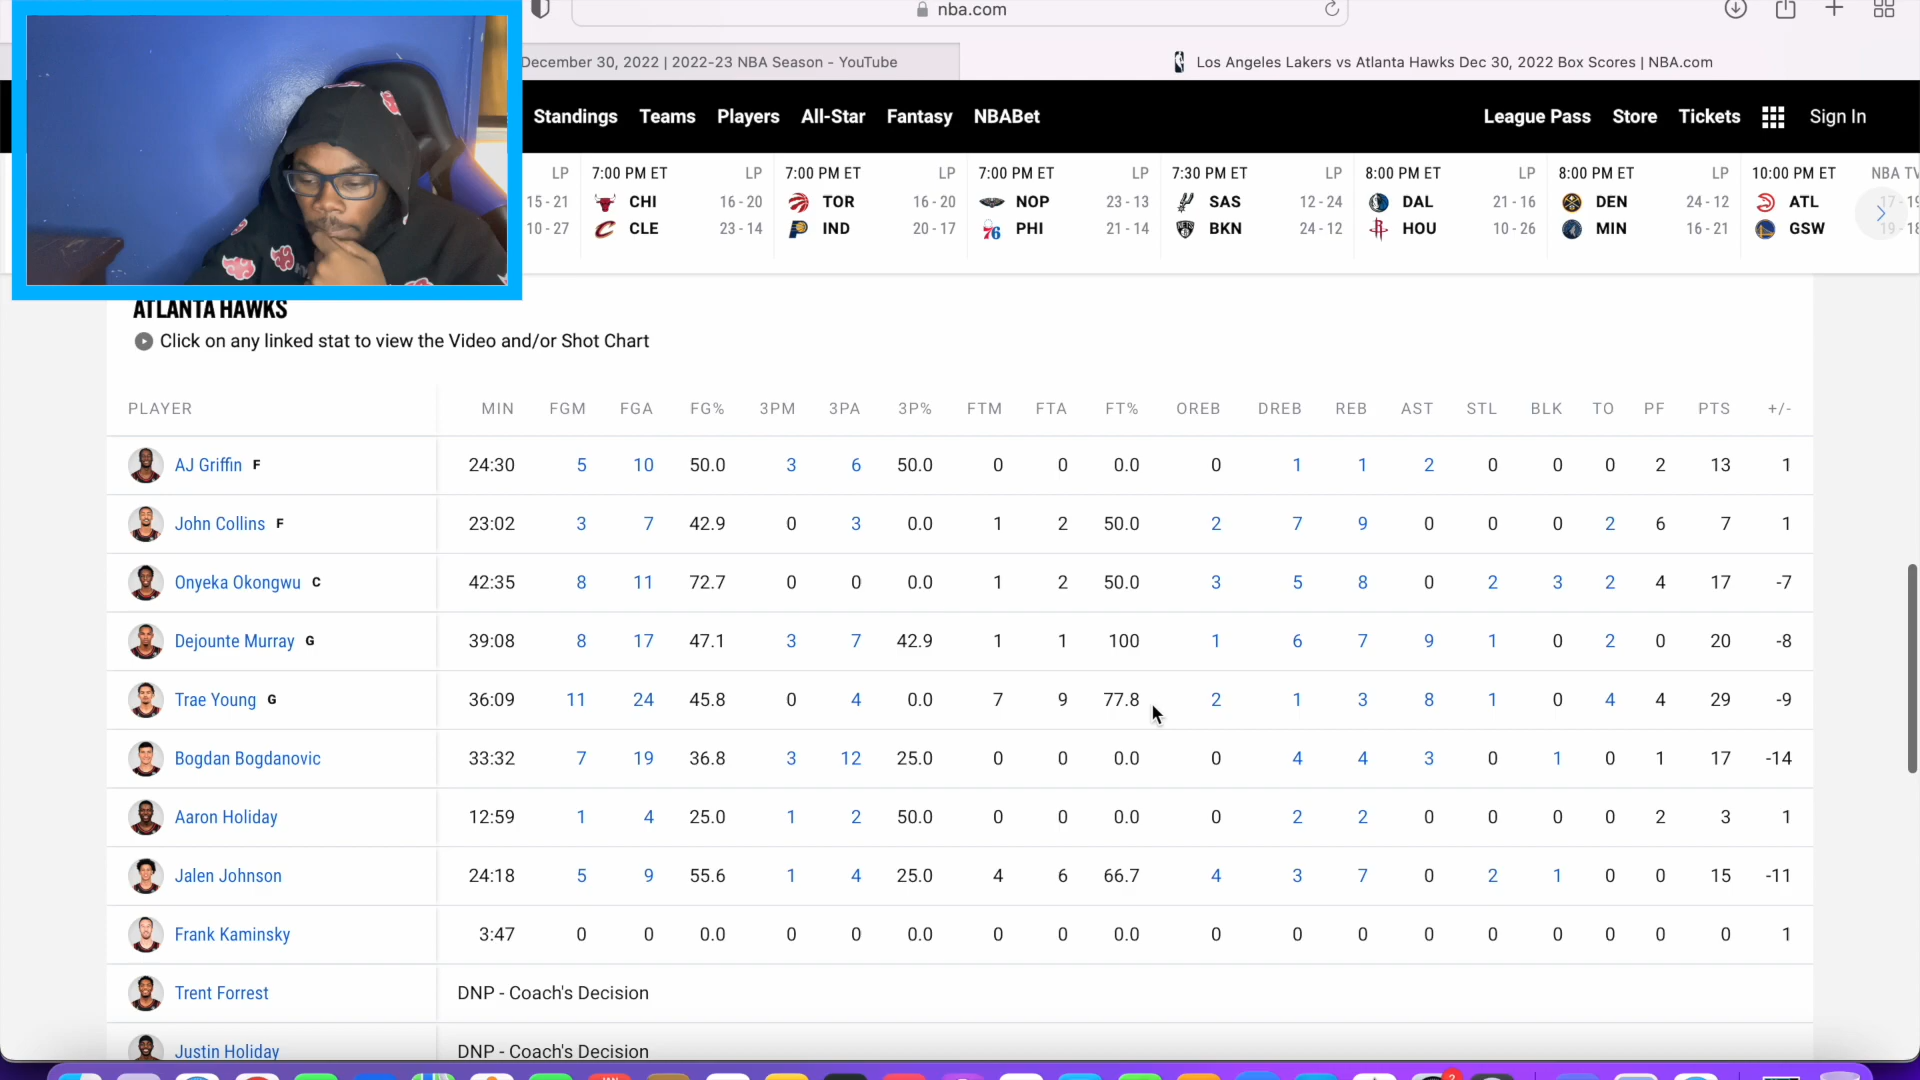 nba.com
December 30, 2022 | 2022-23 NBA Season - YouTube
Los Angeles Lakers vs Atlanta Hawks Dec 30, 2022 Box Scores | NBA.com
Standings Teams Players All-Star Fantasy NBABet League Pass Store Tickets Sign In
LP 7:00 PM ET LP 7:00 PM ET LP 7:00 PM ET LP 7:30 PM ET LP 8:00 PM ET LP 8:00 PM ET LP 10:00 PM ET NBA TV
15 - 21 CHI 16 - 20 TOR 16 - 20 NOP 23 - 13 SAS 12 - 24 DAL 21 - 16 DEN 24 - 12 ATL 17 - 19
10 - 27 CLE 23 - 14 IND 20 - 17 PHI 21 - 14 BKN 24 - 12 HOU 10 - 26 MIN 16 - 21 GSW 19 - 18
ATLANTA HAWKS
Click on any linked stat to view the Video and/or Shot Chart
PLAYER MIN FGM FGA FG% 3PM 3PA 3P% FTM FTA FT% OREB DREB REB AST STL BLK TO PF PTS +/-
AJ Griffin F 24:30 5 10 50.0 3 6 50.0 0 0 0.0 0 1 1 2 0 0 0 2 13 1
John Collins F 23:02 3 7 42.9 0 3 0.0 1 2 50.0 2 7 9 0 0 0 2 6 7 1
Onyeka Okongwu C 42:35 8 11 72.7 0 0 0.0 1 2 50.0 3 5 8 0 2 3 2 4 17 -7
Dejounte Murray G 39:08 8 17 47.1 3 7 42.9 1 1 100 1 6 7 9 1 0 2 0 20 -8
Trae Young G 36:09 11 24 45.8 0 4 0.0 7 9 77.8 2 1 3 8 1 0 4 4 29 -9
Bogdan Bogdanovic 33:32 7 19 36.8 3 12 25.0 0 0 0.0 0 4 4 3 0 1 0 1 17 -14
Aaron Holiday 12:59 1 4 25.0 1 2 50.0 0 0 0.0 0 2 2 0 0 0 0 2 3 1
Jalen Johnson 24:18 5 9 55.6 1 4 25.0 4 6 66.7 4 3 7 0 2 1 0 0 15 -11
Frank Kaminsky 3:47 0 0 0.0 0 0 0.0 0 0 0.0 0 0 0 0 0 0 0 0 0 1
Trent Forrest DNP - Coach's Decision
Justin Holiday DNP - Coach's Decision